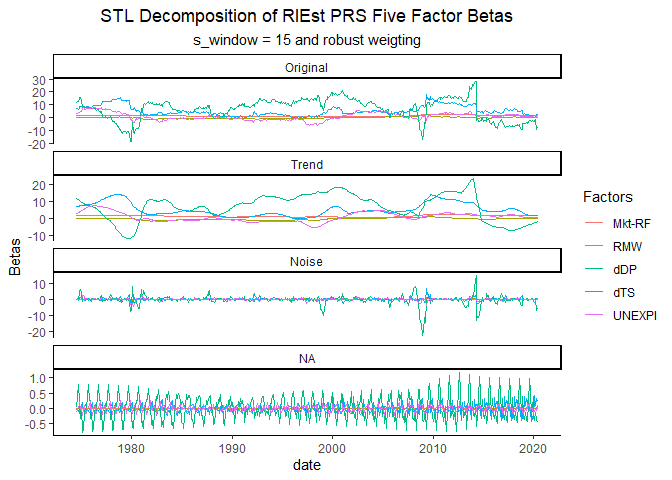 STL Decomposition of RlEst PRS Five Factor Betas
s_window = 15 and robust weigting
Original
30
20
10
0
-10
-20
Trend
20
10
0
-10
Noise
10
0
-10
-20
NA
1.0
0.5
0.0
-0.5
1980
1990
2000
2010
2020
date
Betas
Factors
Mkt-RF
RMW
dDP
dTS
UNEXPI